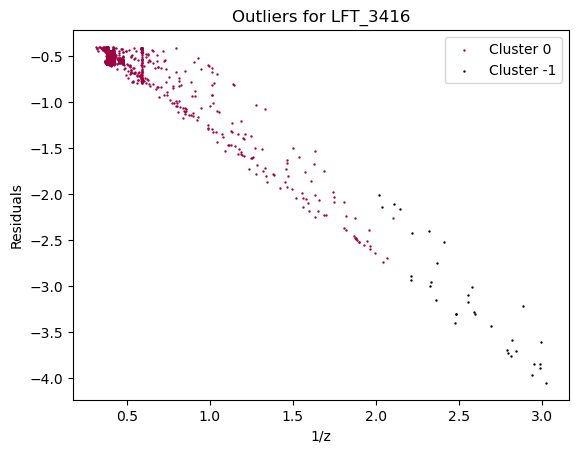 Outliers for LFT_3416
Cluster 0
Cluster -1
Residuals
−0.5
−1.0
−1.5
−2.0
−2.5
−3.0
−3.5
−4.0
0.5 1.0 1.5 2.0 2.5 3.0
1/z